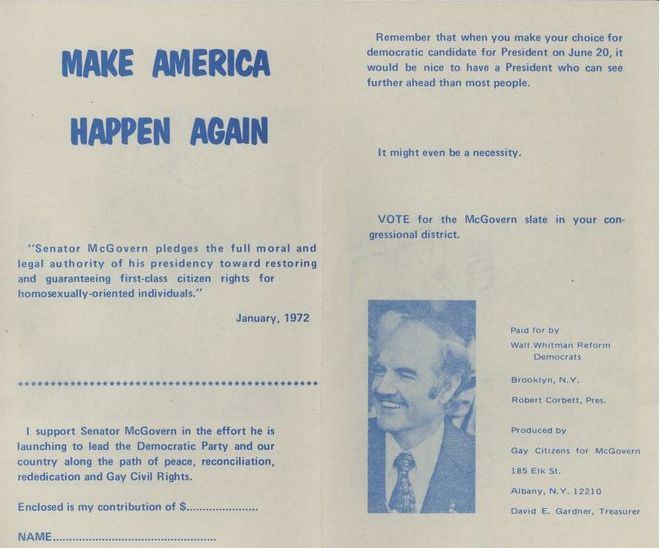 MAKE AMERICA
HAPPEN AGAIN
"Senator McGovern pledges the full moral and
legal authority of his presidency toward restoring
and guaranteeing first-class citizen rights for
homosexually-oriented individuals."
January, 1972
************************************************
I support Senator McGovern in the effort he is
launching to lead the Democratic Party and our
country along the path of peace, reconciliation,
rededication and Gay Civil Rights.
Enclosed is my contribution of $......................
NAME..................................................
Remember that when you make your choice for
democratic candidate for President on June 20, it
would be nice to have a President who can see
further ahead than most people.
It might even be a necessity.
VOTE for the McGovern slate in your con-
gressional district.
Paid for by
Walt Whitman Reform
Democrats
Brooklyn, N.Y.
Robert Corbett, Pres.
Produced by
Gay Citizens for McGovern
185 Elk St.
Albany, N.Y. 12210
David E. Gardner, Treasurer